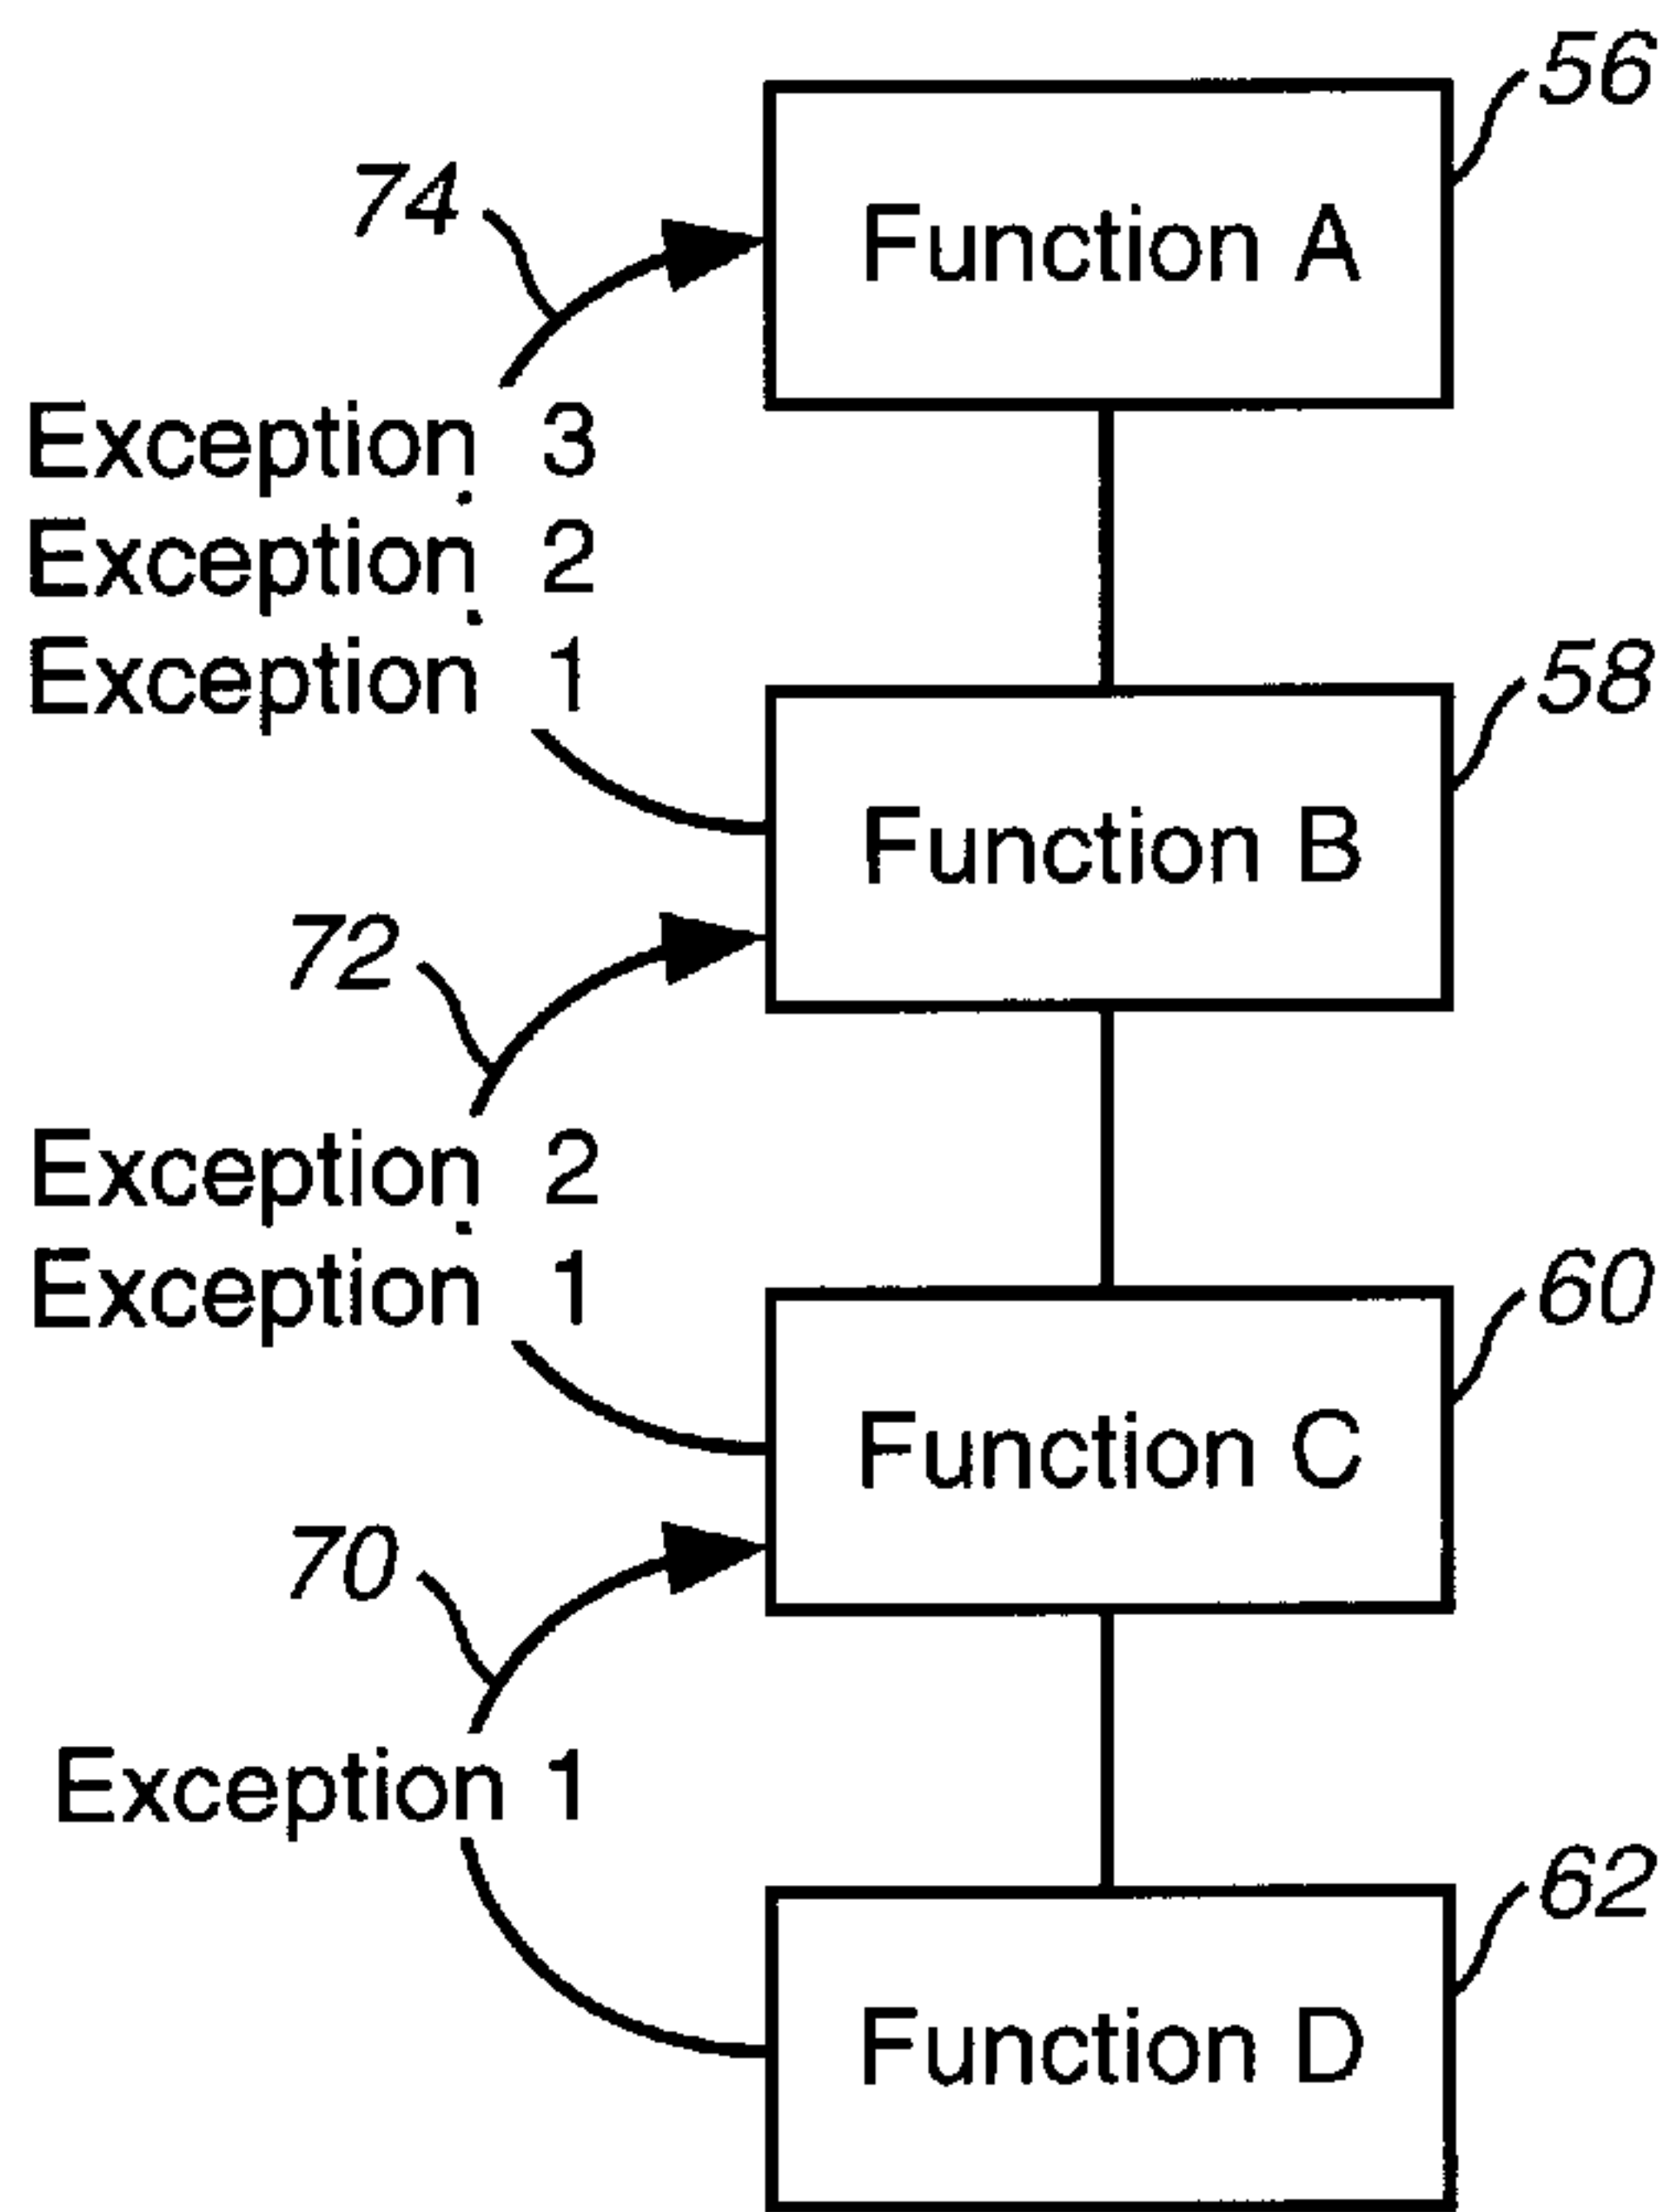 56
74
Function A
Exception 3
Exception 2
Exception 1
58
Function B
72
Exception 2
Exception 1
60
Function C
70
Exception 1
62
Function D